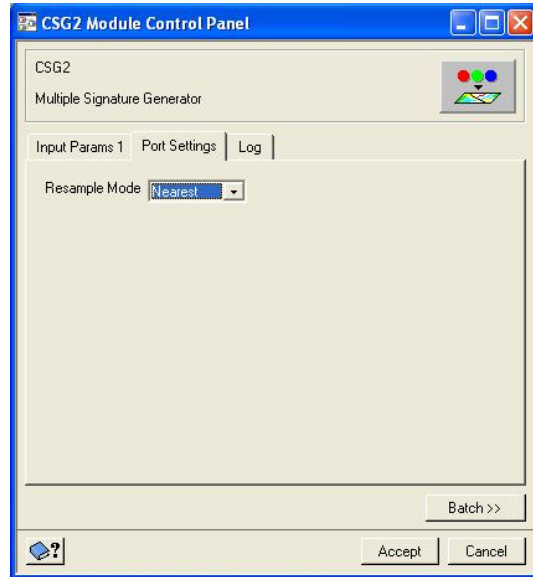 CSG2 Module Control Panel
CSG2
Multiple Signature Generator
Input Params 1 Port Settings Log
Resample Mode Nearest
Batch >>
? Accept Cancel